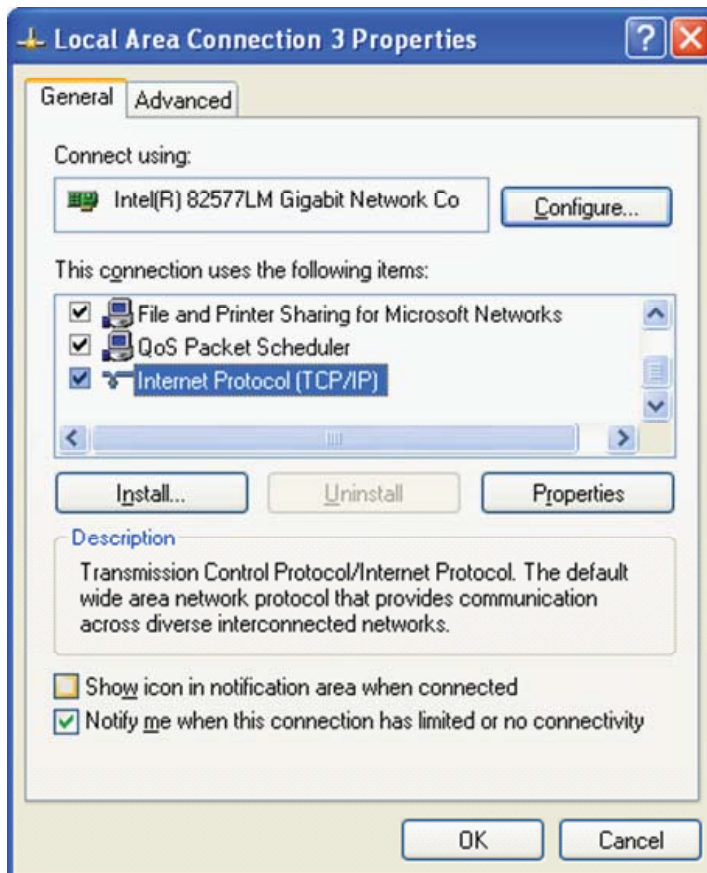 Local Area Connection 3 Properties
General Advanced
Connect using:
Intel(R) 82577LM Gigabit Network Co
Configure...
This connection uses the following items:
File and Printer Sharing for Microsoft Networks
QoS Packet Scheduler
Internet Protocol (TCP/IP)
Install... Uninstall Properties
Description
Transmission Control Protocol/Internet Protocol. The default
wide area network protocol that provides communication
across diverse interconnected networks.
Show icon in notification area when connected
Notify me when this connection has limited or no connectivity
OK Cancel